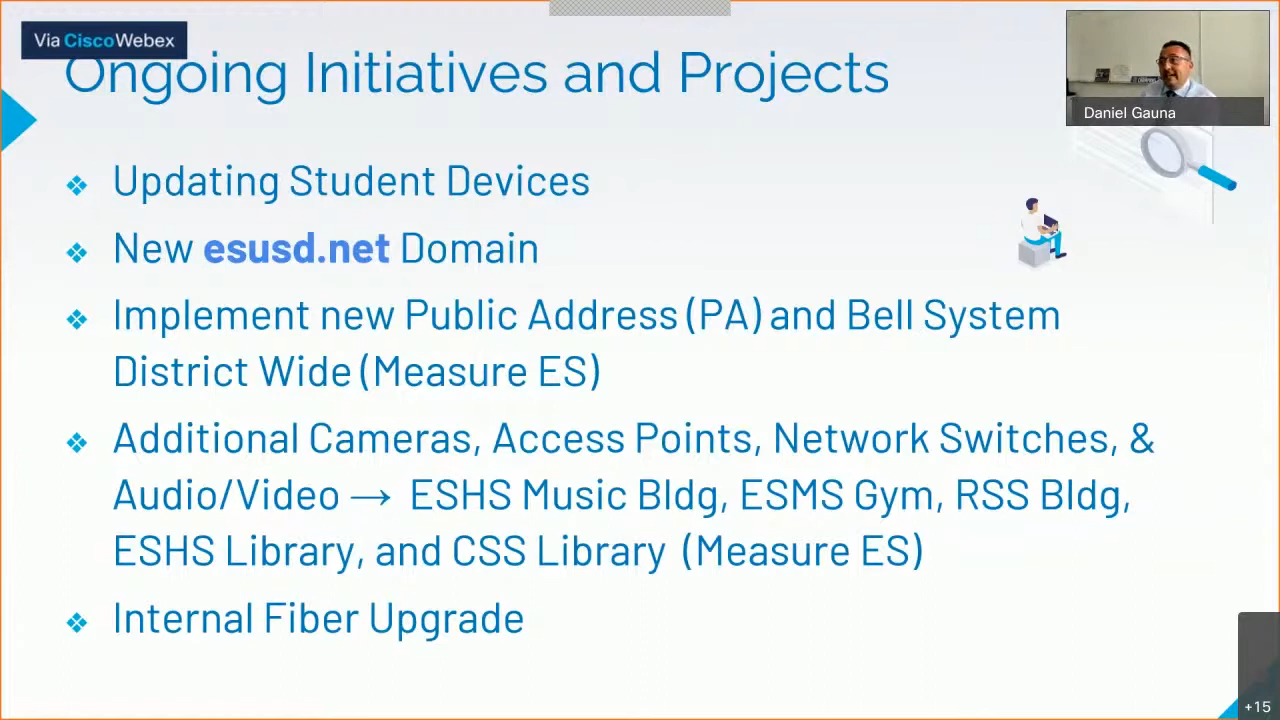 Via CiscoWebex
Ongoing Initiatives and Projects
Daniel Gauna
❖ Updating Student Devices
❖ New esusd.net Domain
❖ Implement new Public Address (PA) and Bell System
District Wide (Measure ES)
❖ Additional Cameras, Access Points, Network Switches, &
Audio/Video → ESHS Music Bldg, ESMS Gym, RSS Bldg,
ESHS Library, and CSS Library (Measure ES)
❖ Internal Fiber Upgrade
+15